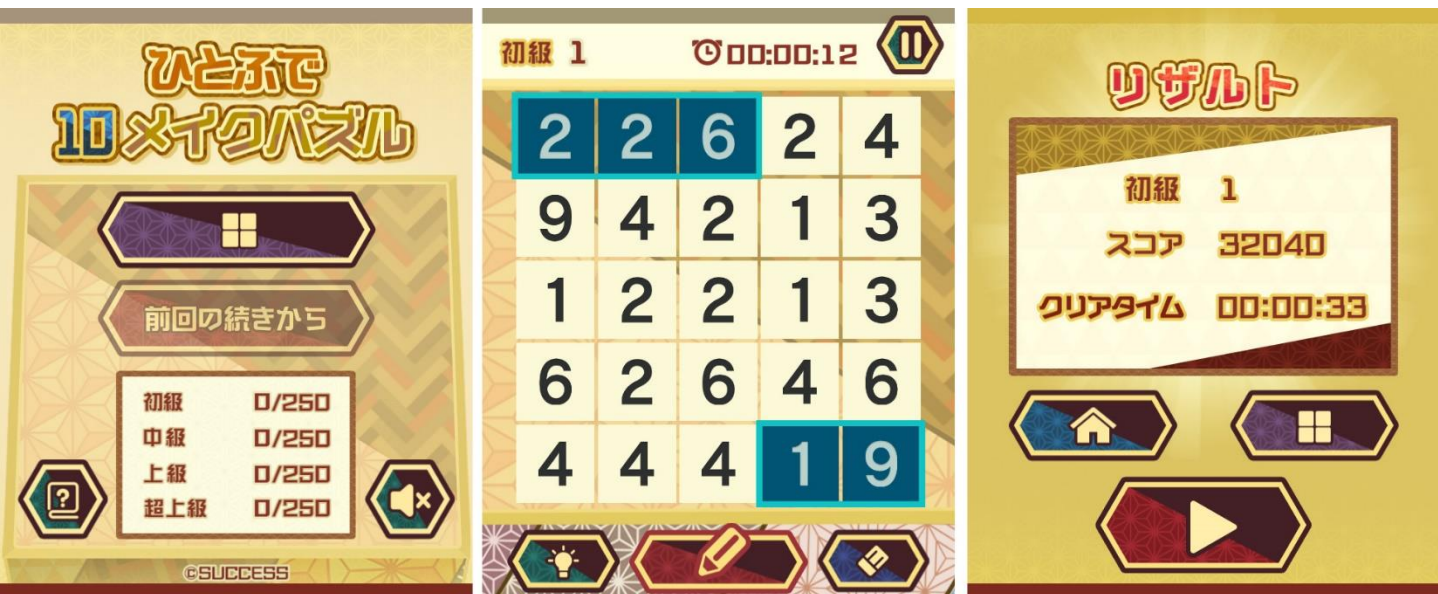 ひとふで
10メイクパズル
前回の続きから
初級 0/250
中級 0/250
上級 0/250
超上級 0/250
©SUCCESS
初級 1 00:00:12
2 2 6 2 4
9 4 2 1 3
1 2 2 1 3
6 2 6 4 6
4 4 4 1 9
リザルト
初級 1
スコア 32040
クリアタイム 00:00:33